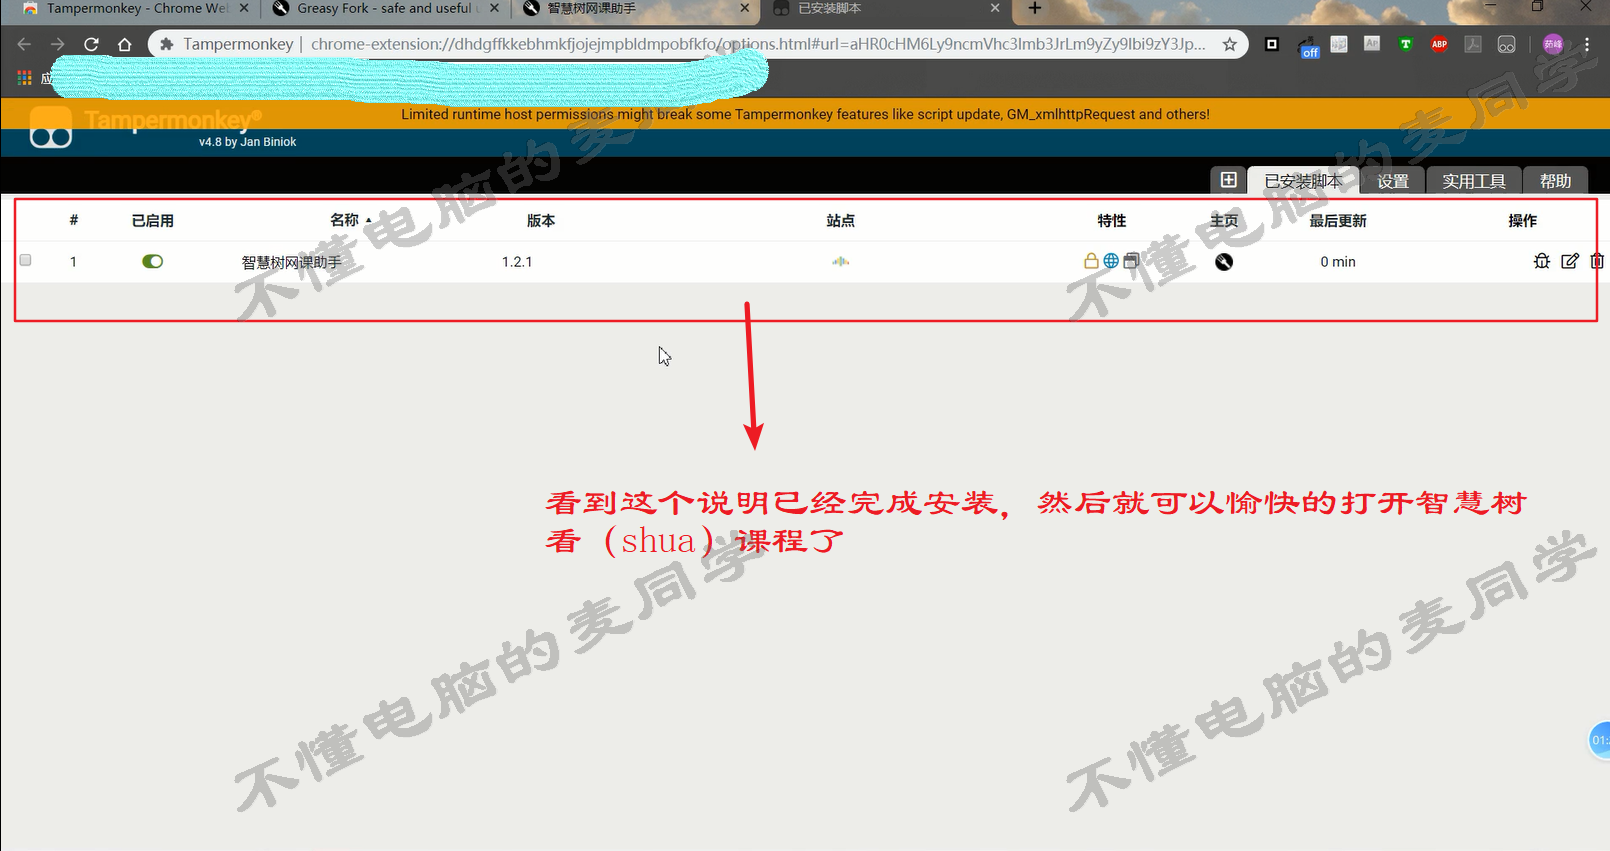 Tampermonkey - Chrome Web
Greasy Fork - safe and useful u
智慧树网课助手
已安装脚本
Tampermonkey | chrome-extension://dhdgffkkebhmkfjojejmpbldmpobfkfo/options.html#url=aHR0cHM6Ly9ncmVhc3lmb3JrLm9yZy9Ibi9zY3Jp...
off
ABP
应
Tampermonkey®
Limited runtime host permissions might break some Tampermonkey features like script update, GM_xmlhttpRequest and others!
v4.8 by Jan Biniok
已安装脚本 设置 实用工具 帮助
# 已启用 名称 版本 站点 特性 主页 最后更新 操作
1 智慧树网课助手 1.2.1 0 min
看到这个说明已经完成安装，然后就可以愉快的打开智慧树
看（shua）课程了
01:
不懂电脑的麦同学
不懂电脑的麦同学
不懂电脑的麦同学
不懂电脑的麦同学